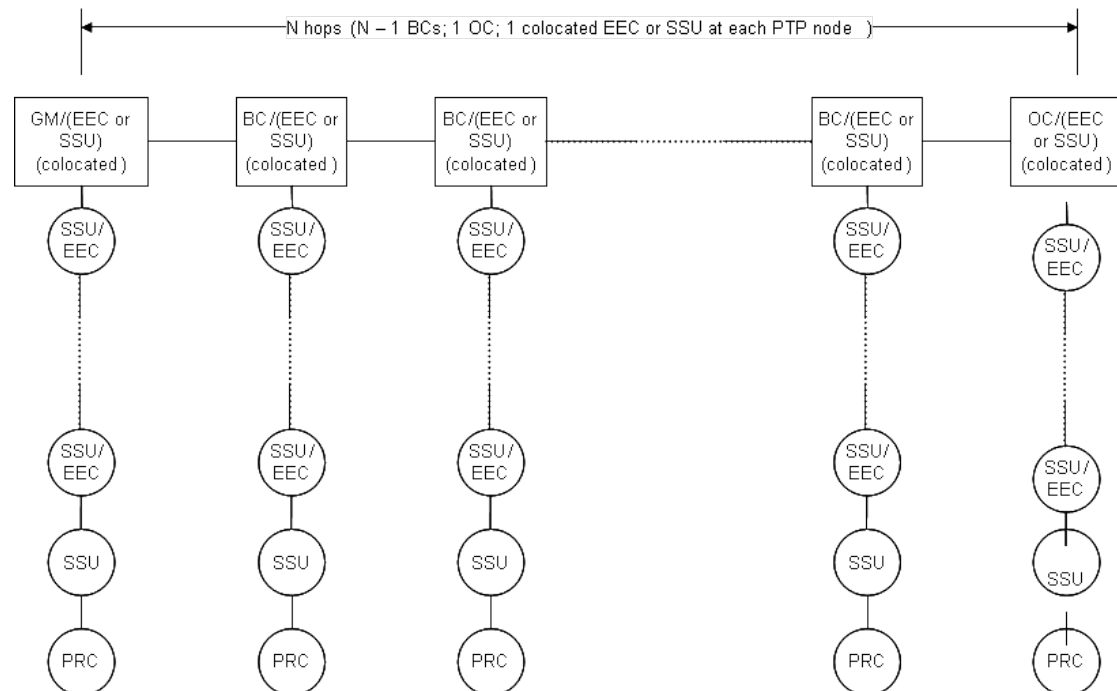 N hops (N – 1 BCs; 1 OC; 1 colocated EEC or SSU at each PTP node )
GM/(EEC or
SSU)
(colocated )
BC/(EEC or
SSU)
(colocated )
BC/(EEC or
SSU)
(colocated )
BC/(EEC or
SSU)
(colocated )
OC/(EEC
or SSU)
(colocated )
SSU/
EEC
SSU/
EEC
SSU/
EEC
SSU/
EEC
SSU/
EEC
SSU/
EEC
SSU/
EEC
SSU/
EEC
SSU/
EEC
SSU/
EEC
SSU
SSU
SSU
SSU
SSU
PRC
PRC
PRC
PRC
PRC